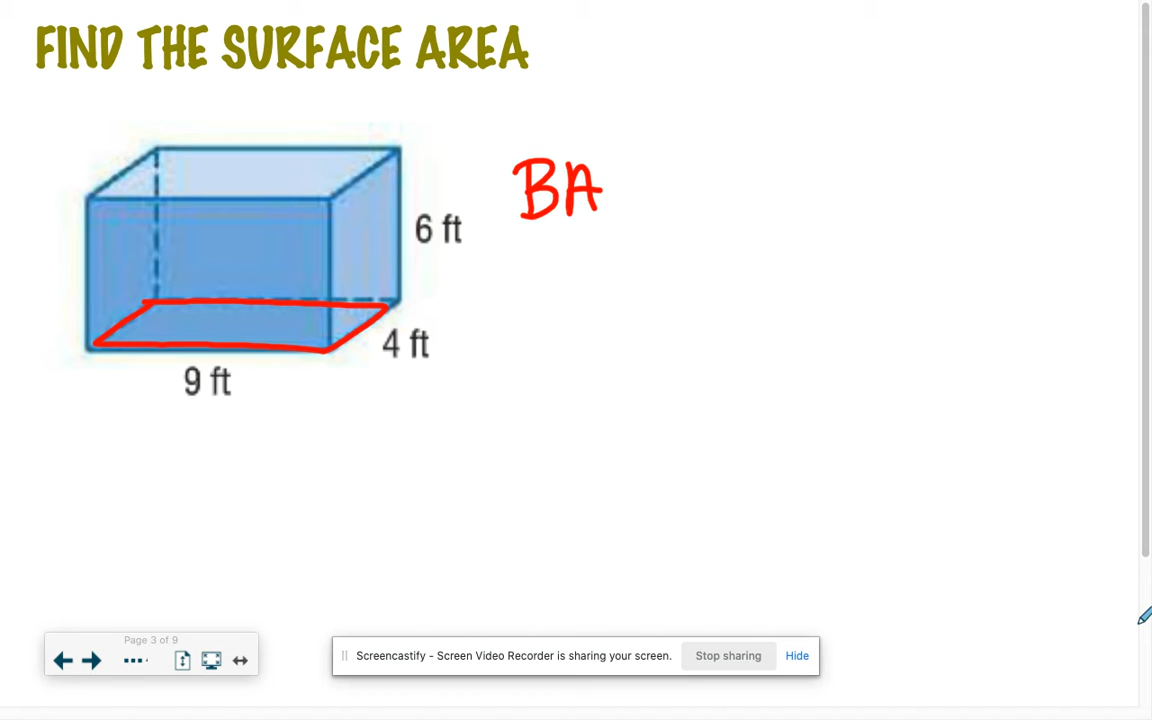 FIND THE SURFACE AREA
BA
6 ft
4 ft
9 ft
Page 3 of 9
Screencastify - Screen Video Recorder is sharing your screen.
Stop sharing
Hide